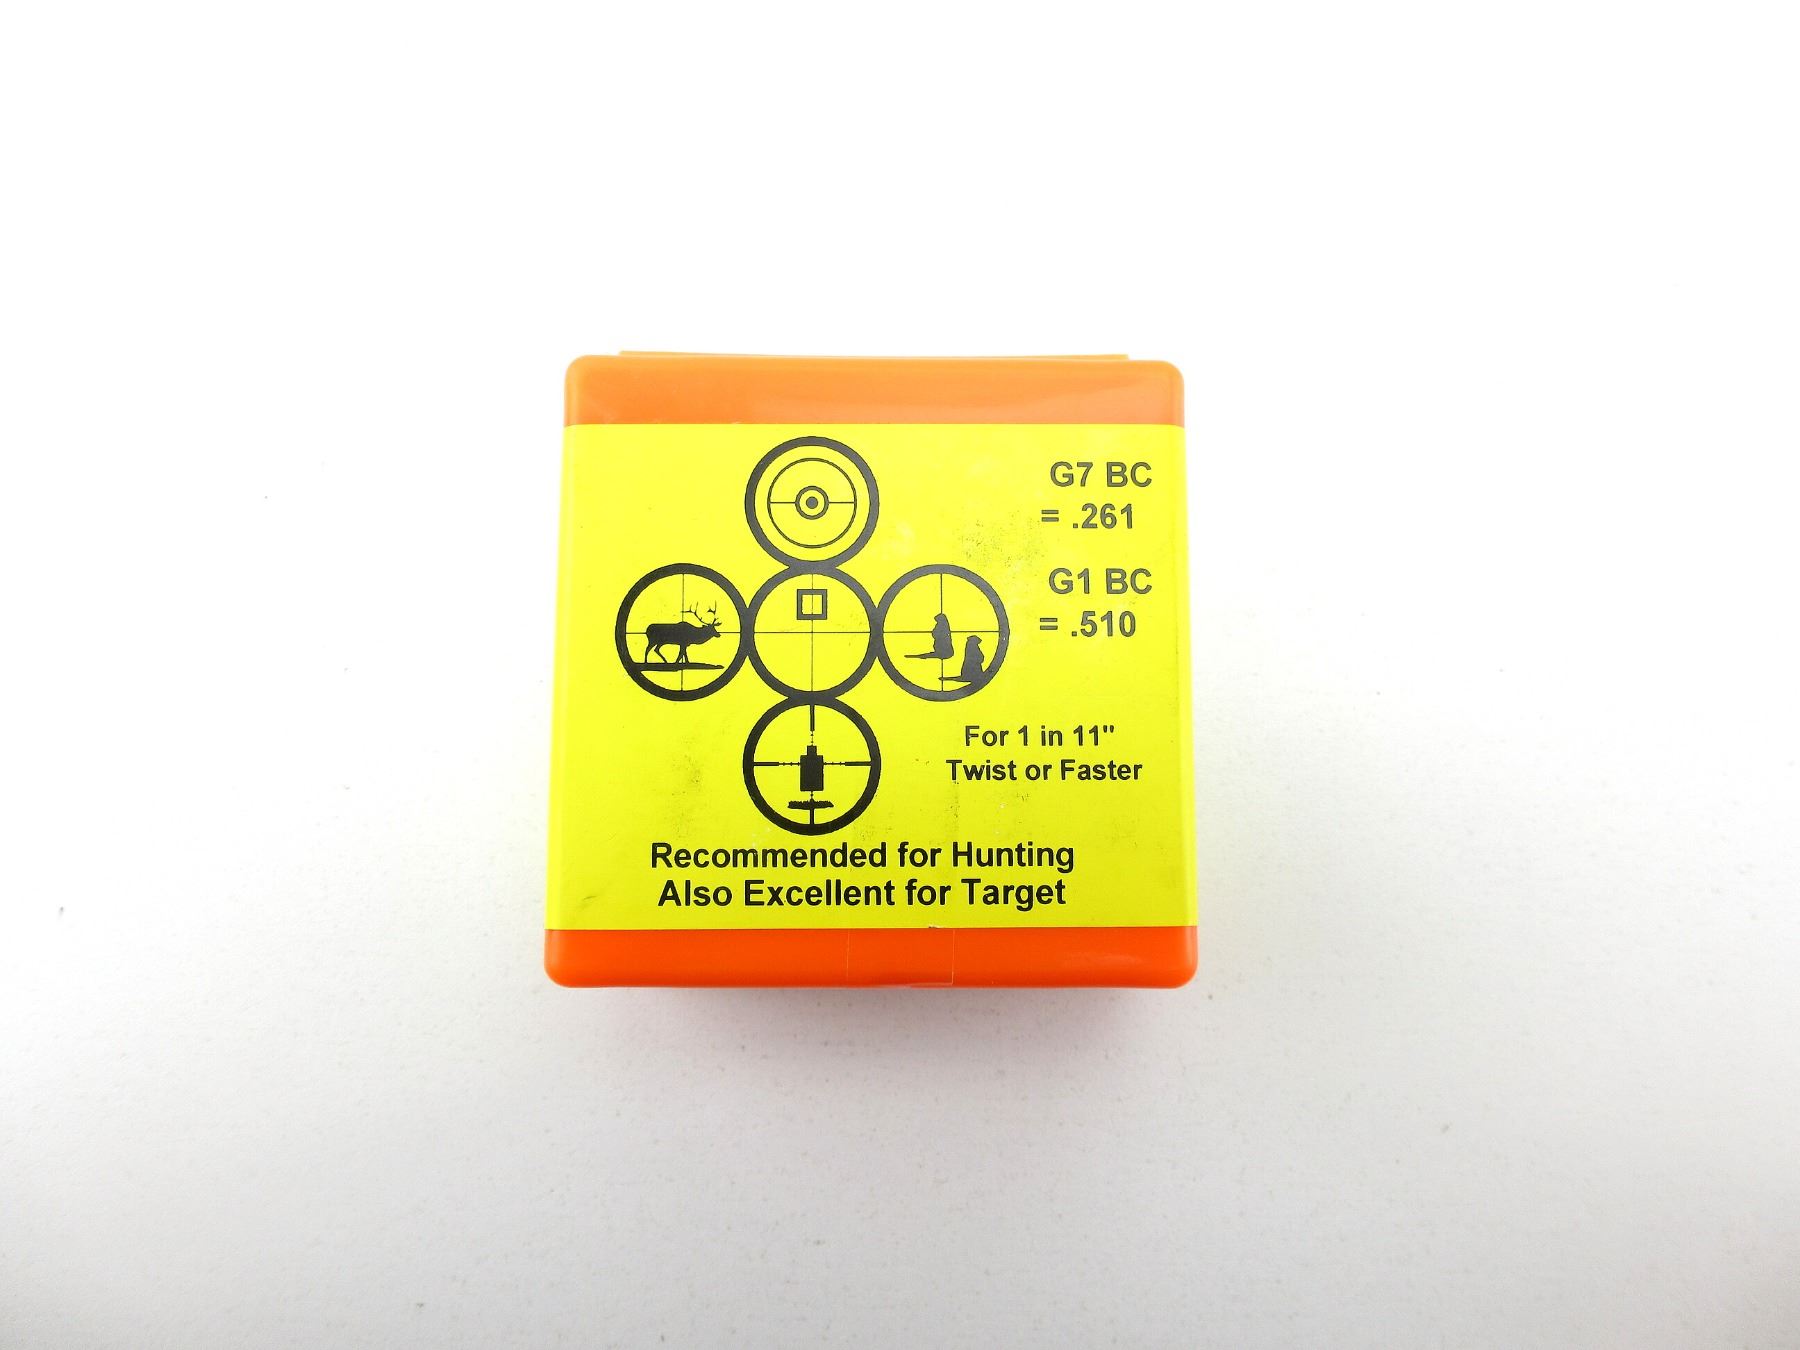 G7 BC
= .261
G1 BC
= .510
For 1 in 11"
Twist or Faster
Recommended for Hunting
Also Excellent for Target